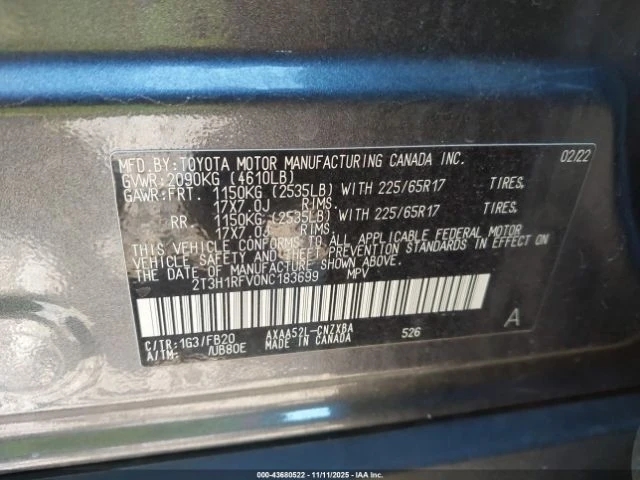 MFD.BY:TOYOTA MOTOR MANUFACTURING CANADA INC. 02/22
GVWR:2090KG (4610LB)
GAWR:FRT. 1150KG (2535LB) WITH 225/65R17 TIRES,
17X7.0J RIMS.
RR. 1150KG (2535LB) WITH 225/65R17 TIRES,
17X7.0J RIMS.
THIS VEHICLE CONFORMS TO ALL APPLICABLE FEDERAL MOTOR
VEHICLE SAFETY AND THEFT PREVENTION STANDARDS IN EFFECT ON
THE DATE OF MANUFACTURE SHOWN ABOVE.
2T3H1RFV0NC183699 MPV
C/TR:1G3/FB20 AXAA52L-CNZXBA 526 A
A/TM: /UB80E MADE IN CANADA
000-43680522 - 11/11/2025 - IAAI.COM